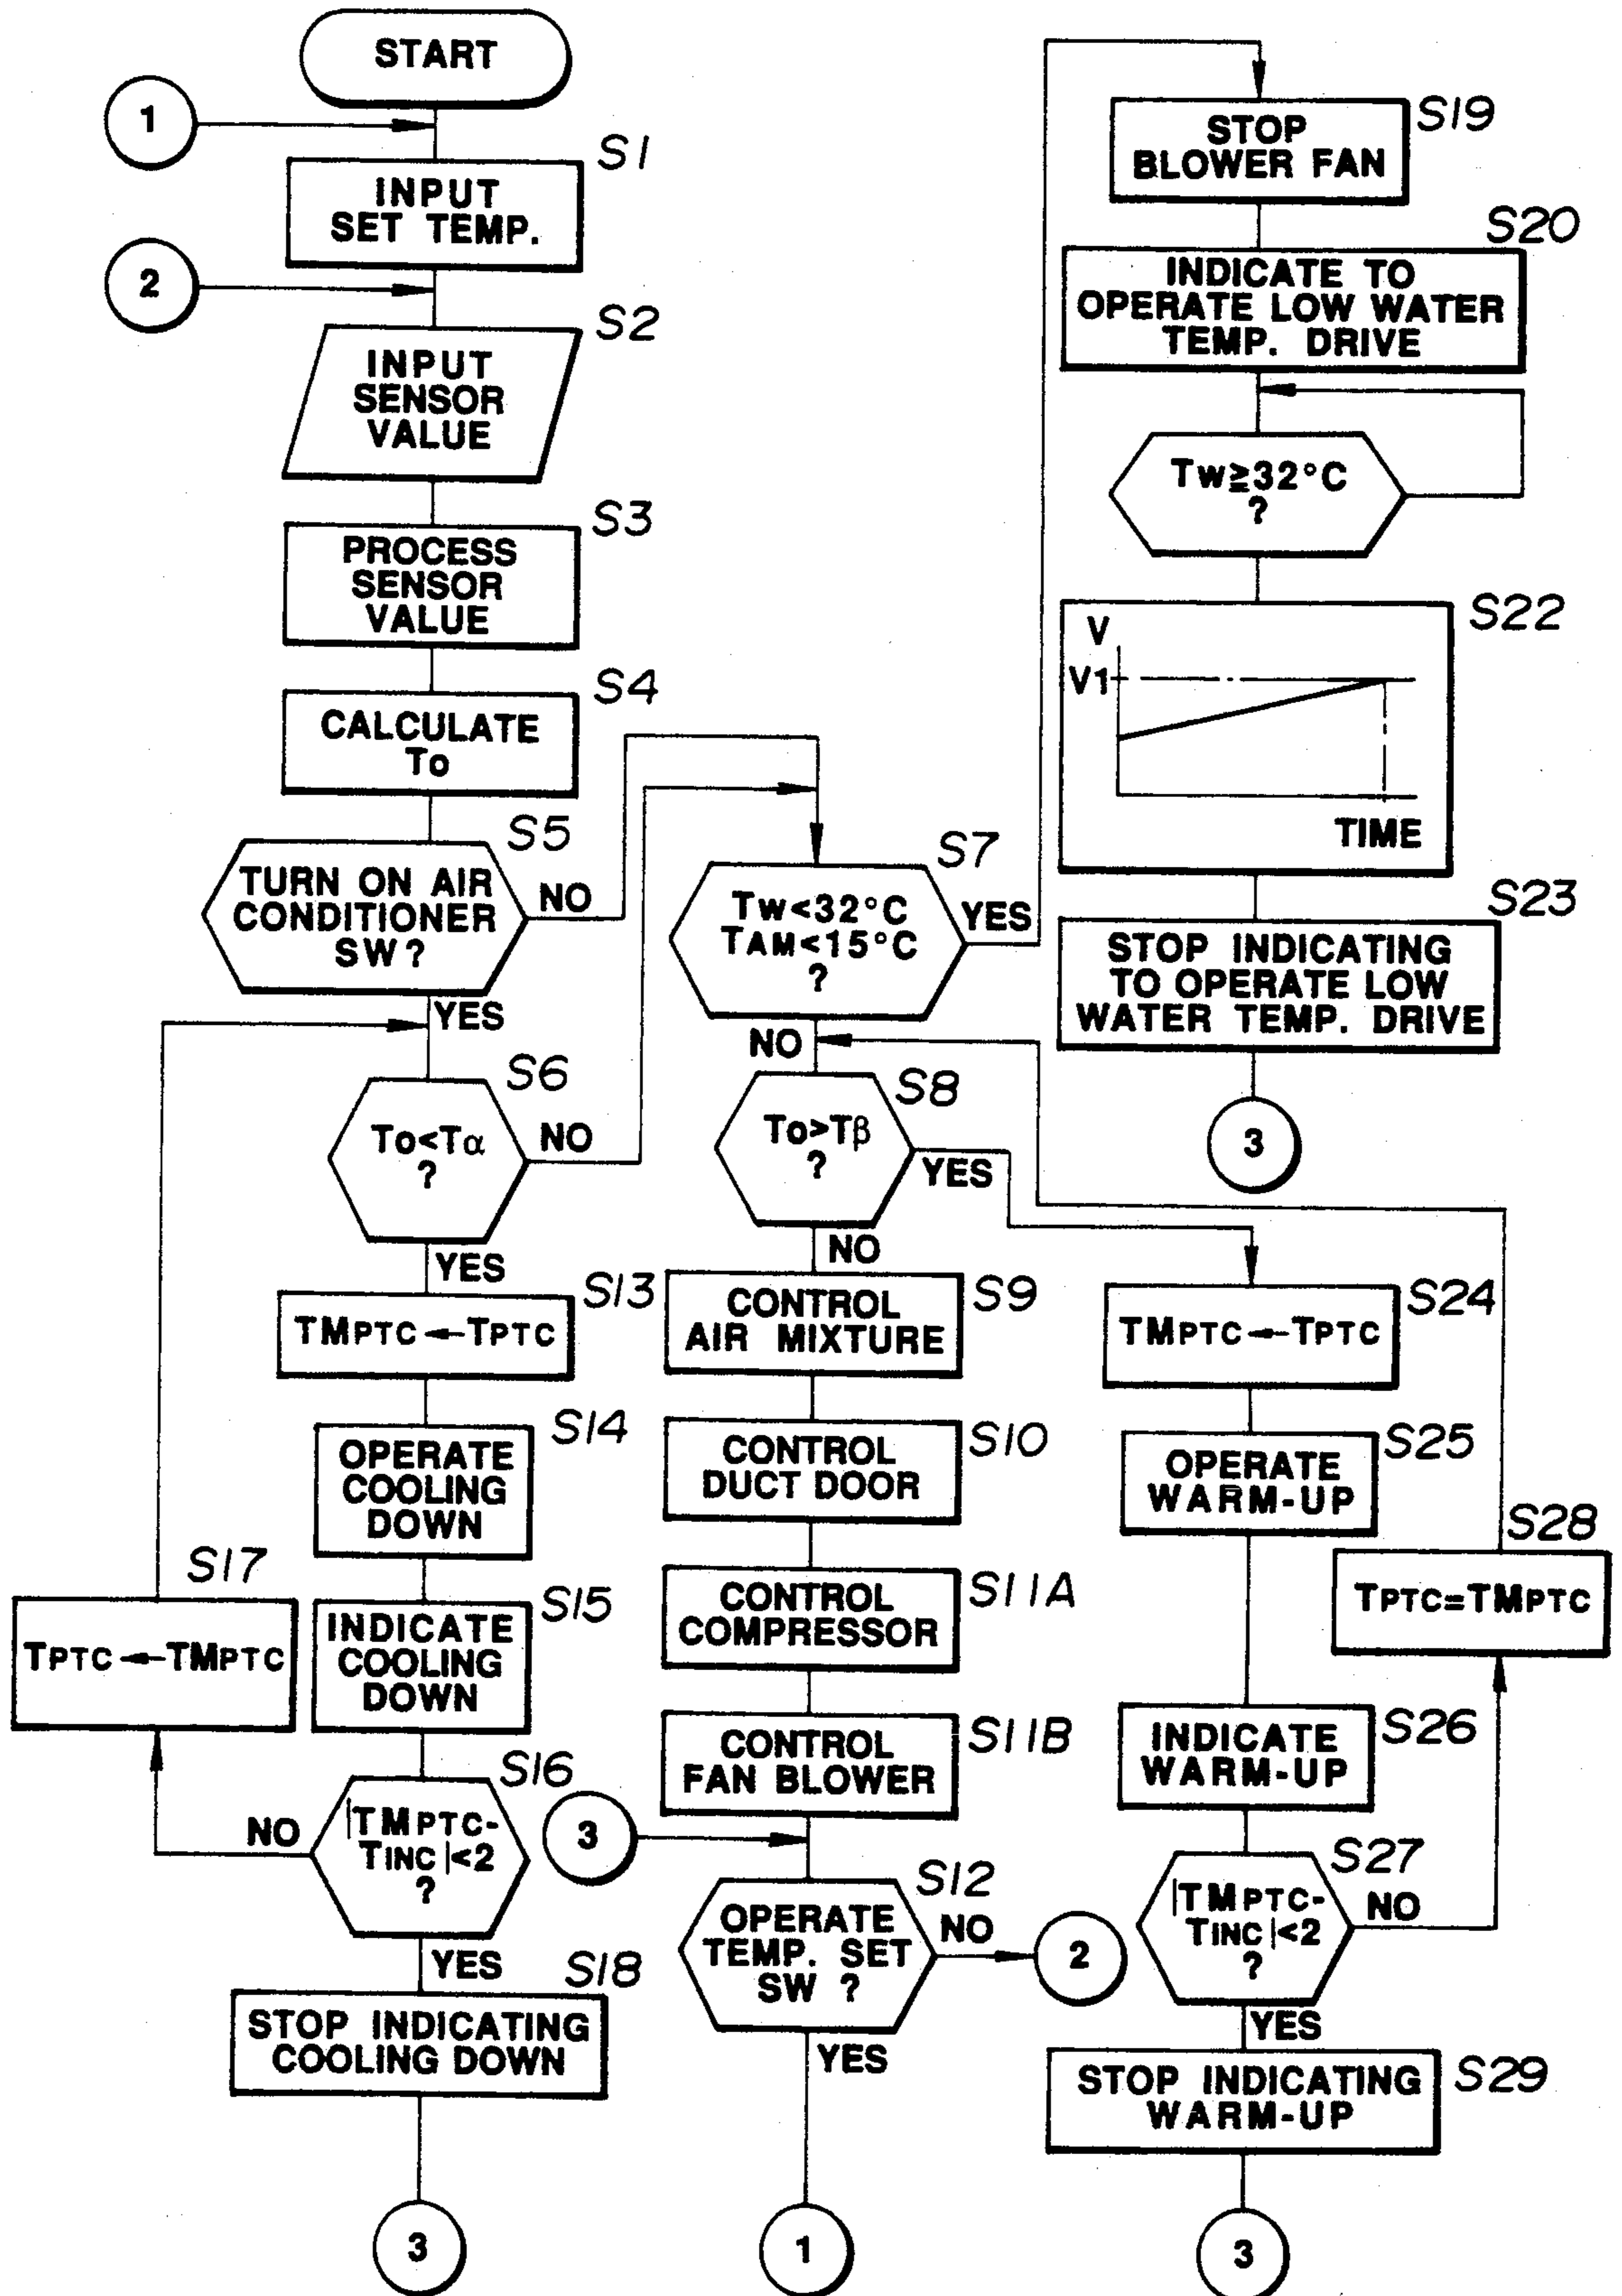 START
1
S1
INPUT
SET TEMP.
2
S2
INPUT
SENSOR
VALUE
S3
PROCESS
SENSOR
VALUE
S4
CALCULATE
To
S5
TURN ON AIR
CONDITIONER
SW?
NO
YES
S6
To<Tα
?
NO
YES
S13
TMPTC←TPTC
S14
OPERATE
COOLING
DOWN
S17
TPTC←TMPTC
S15
INDICATE
COOLING
DOWN
S16
|TMPTC-
TINC|<2
?
NO
YES
S18
STOP INDICATING
COOLING DOWN
3
S7
TW<32°C
TAM<15°C
?
YES
NO
S8
To>Tβ
?
YES
NO
S9
CONTROL
AIR MIXTURE
S10
CONTROL
DUCT DOOR
S11A
CONTROL
COMPRESSOR
S11B
CONTROL
FAN BLOWER
3
S12
OPERATE
TEMP. SET
SW ?
NO
2
YES
1
S19
STOP
BLOWER FAN
S20
INDICATE TO
OPERATE LOW WATER
TEMP. DRIVE
TW≧32°C
?
S22
V
V1
TIME
S23
STOP INDICATING
TO OPERATE LOW
WATER TEMP. DRIVE
3
S24
TMPTC←TPTC
S25
OPERATE
WARM-UP
S28
TPTC=TMPTC
S26
INDICATE
WARM-UP
S27
|TMPTC-
TINC|<2
?
NO
YES
S29
STOP INDICATING
WARM-UP
3